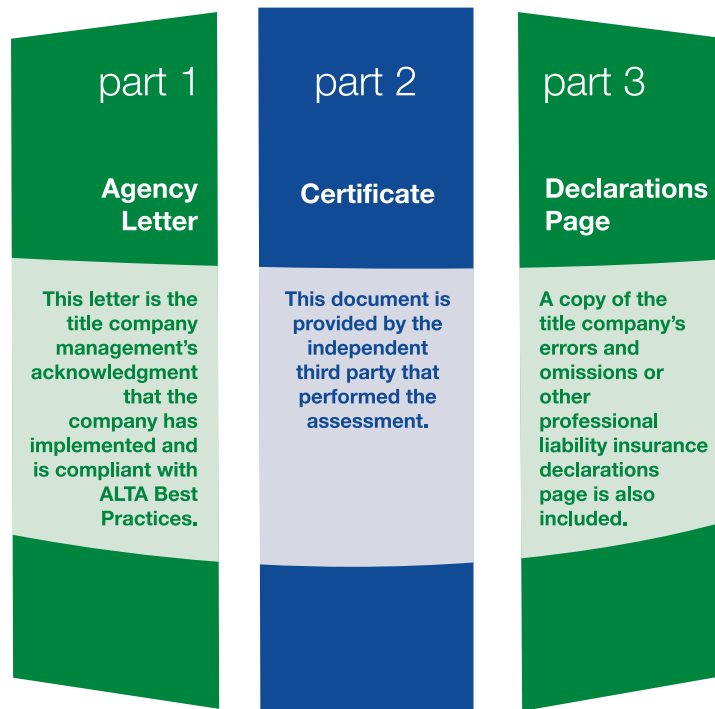 part 1
Agency
Letter
This letter is the
title company
management's
acknowledgment
that the
company has
implemented and
is compliant with
ALTA Best
Practices.
part 2
Certificate
This document is
provided by the
independent
third party that
performed the
assessment.
part 3
Declarations
Page
A copy of the
title company's
errors and
omissions or
other
professional
liability insurance
declarations
page is also
included.